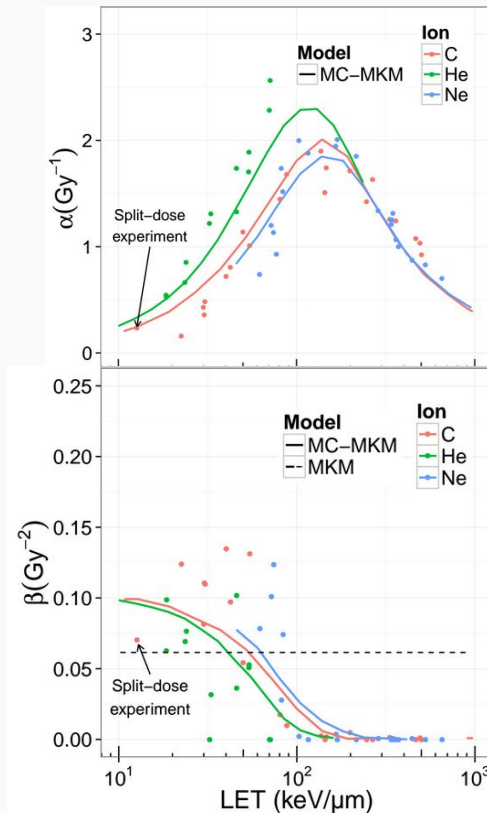 3
2
1
0
α(Gy⁻¹)
Model
MC−MKM
Ion
C
He
Ne
Split−dose
experiment
0.25
0.20
0.15
0.10
0.05
0.00
β(Gy⁻²)
Model
MC−MKM
MKM
Ion
C
He
Ne
Split−dose
experiment
10¹
10²
10³
LET (keV/μm)